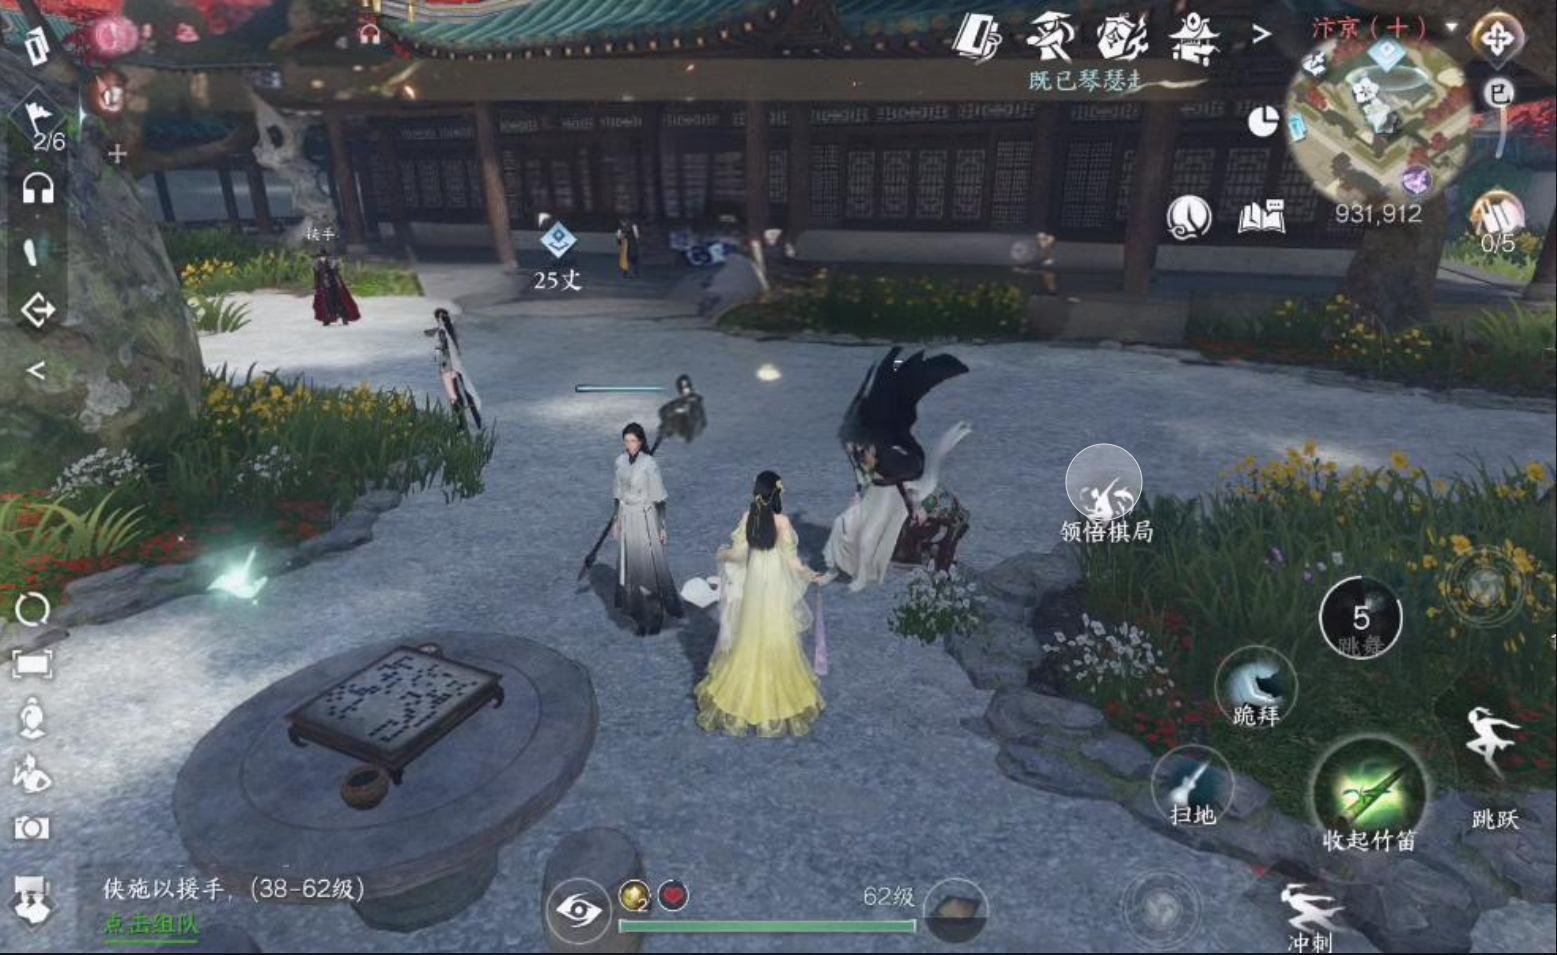 汴京（十）
既已琴瑟
巳
2/6
931,912
0/5
25丈
领悟棋局
5
跳舞
跪拜
扫地
收起竹笛
跳跃
侠施以援手，(38-62级)
点击组队
2
62级
冲刺